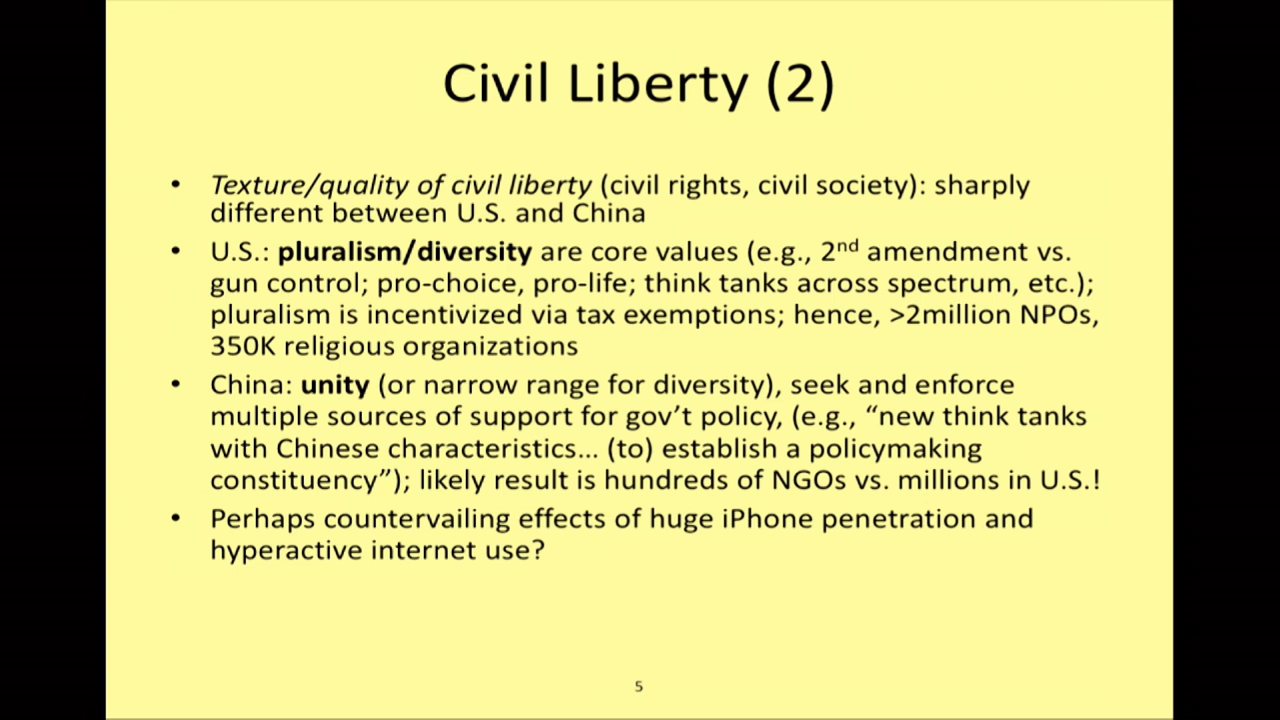 Civil Liberty (2)
• Texture/quality of civil liberty (civil rights, civil society): sharply
different between U.S. and China
• U.S.: pluralism/diversity are core values (e.g., 2nd amendment vs.
gun control; pro-choice, pro-life; think tanks across spectrum, etc.);
pluralism is incentivized via tax exemptions; hence, >2million NPOs,
350K religious organizations
• China: unity (or narrow range for diversity), seek and enforce
multiple sources of support for gov’t policy, (e.g., “new think tanks
with Chinese characteristics... (to) establish a policymaking
constituency”); likely result is hundreds of NGOs vs. millions in U.S.!
• Perhaps countervailing effects of huge iPhone penetration and
hyperactive internet use?
5